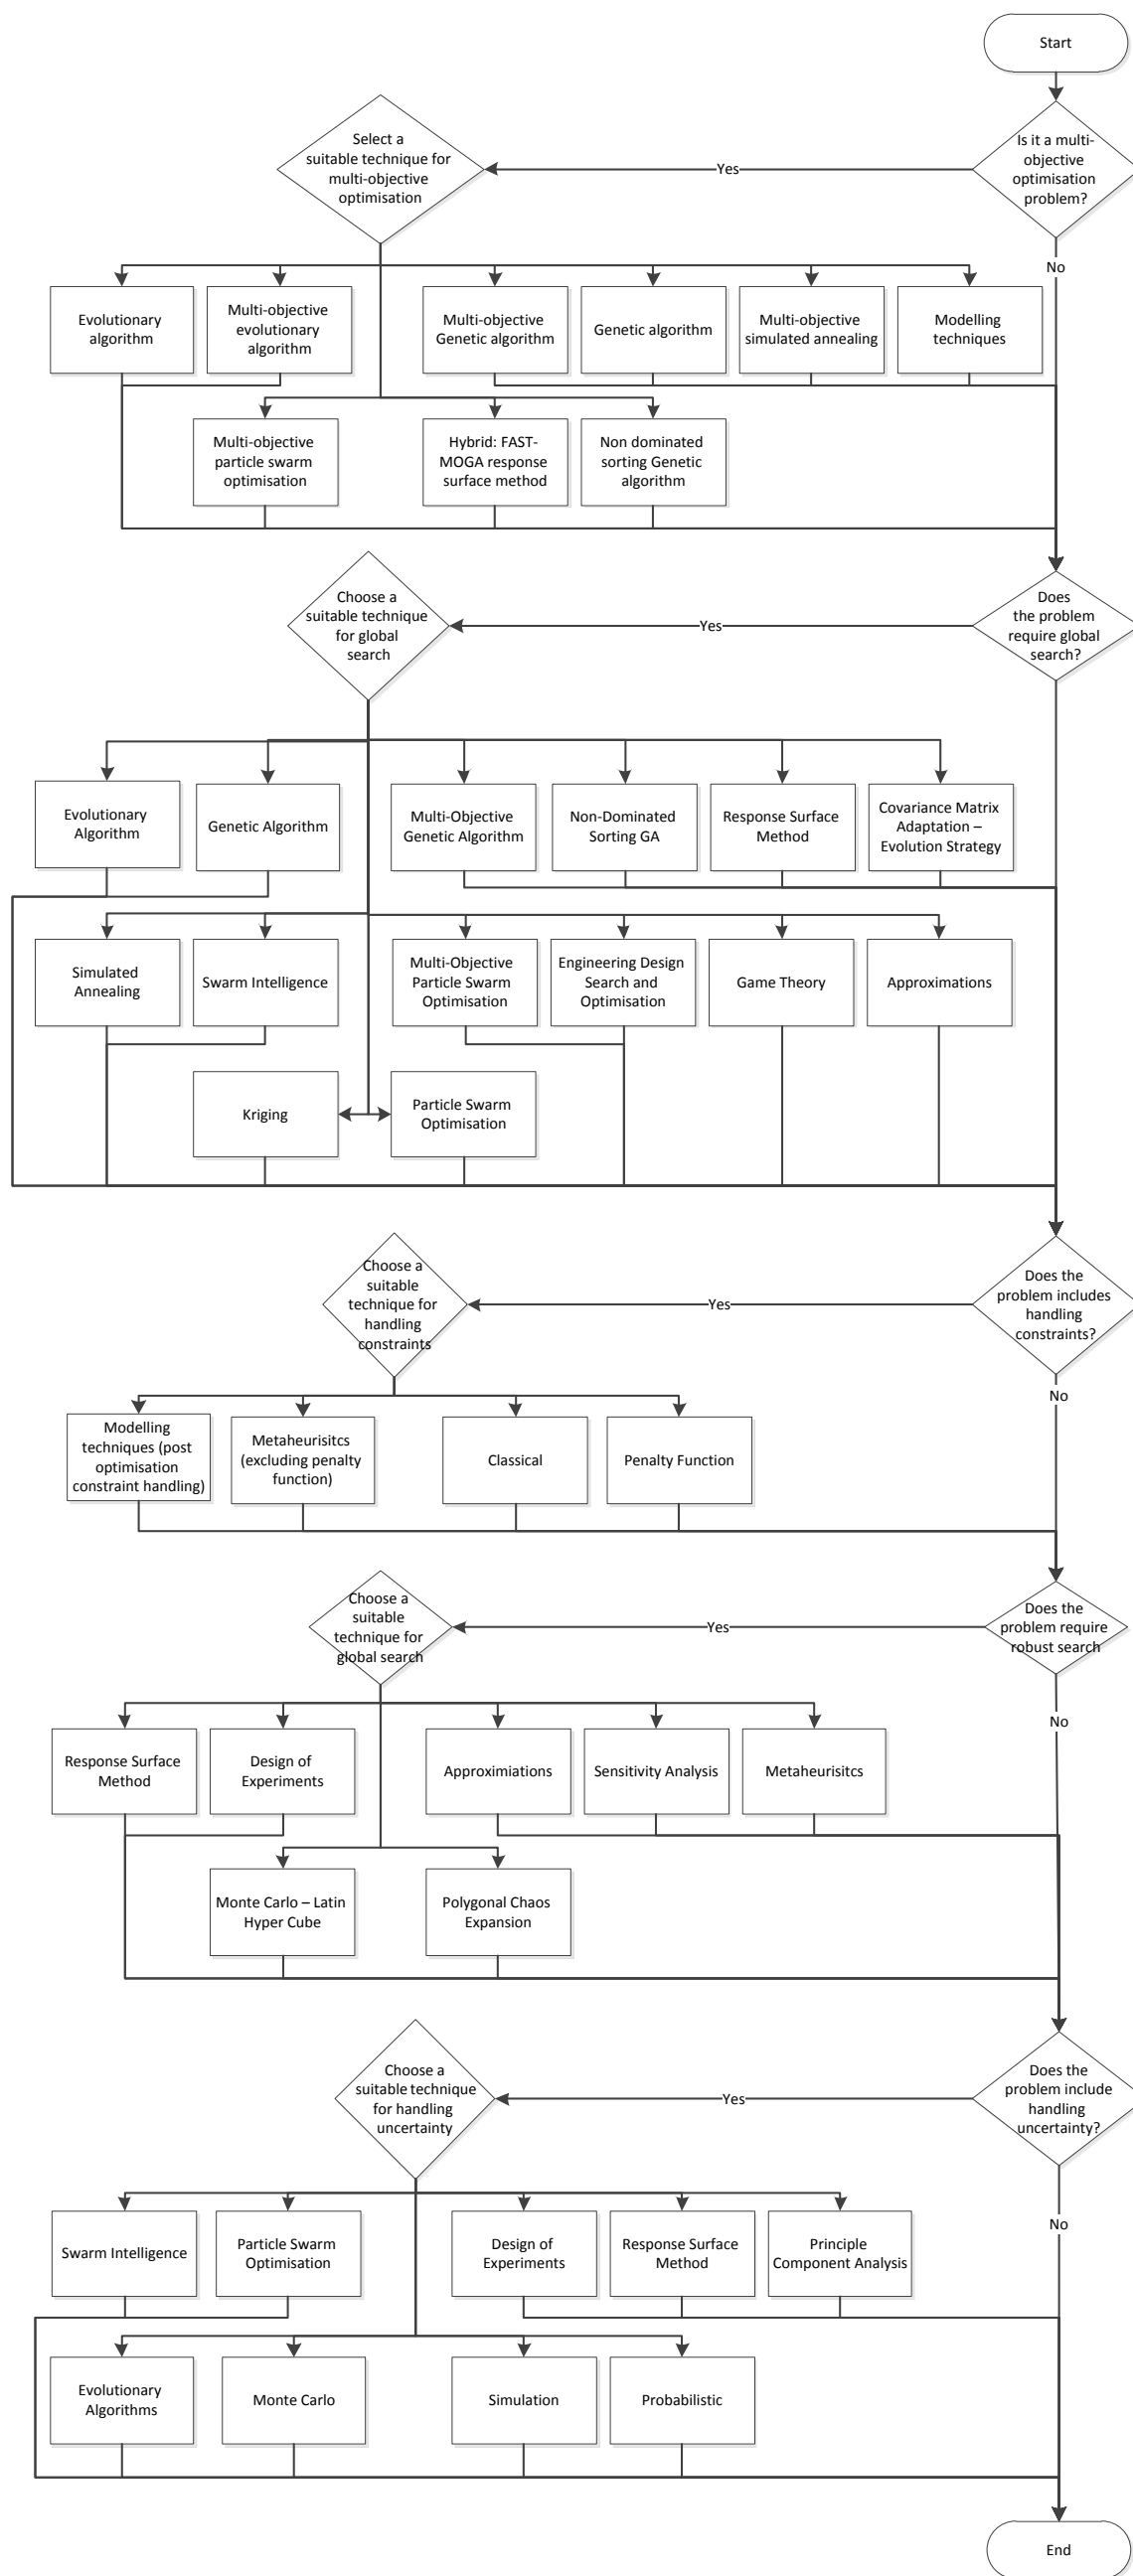 Start
Select a
suitable technique for
multi-objective
optimisation
Yes
Is it a multi-
objective
optimisation
problem?
No
Evolutionary
algorithm
Multi-objective
evolutionary
algorithm
Multi-objective
Genetic algorithm
Genetic algorithm
Multi-objective
simulated annealing
Modelling
techniques
Multi-objective
particle swarm
optimisation
Hybrid: FAST-
MOGA response
surface method
Non dominated
sorting Genetic
algorithm
Choose a
suitable technique
for global
search
Yes
Does
the problem
require global
search?
Evolutionary
Algorithm
Genetic Algorithm
Multi-Objective
Genetic Algorithm
Non-Dominated
Sorting GA
Response Surface
Method
Covariance Matrix
Adaptation –
Evolution Strategy
Simulated
Annealing
Swarm Intelligence
Multi-Objective
Particle Swarm
Optimisation
Engineering Design
Search and
Optimisation
Game Theory
Approximations
Kriging
Particle Swarm
Optimisation
Choose a
suitable
technique for
handling
constraints
Yes
Does the
problem includes
handling
constraints?
No
Modelling
techniques (post
optimisation
constraint handling)
Metaheurisitcs
(excluding penalty
function)
Classical
Penalty Function
Choose a
suitable
technique for
global search
Yes
Does the
problem require
robust search
No
Response Surface
Method
Design of
Experiments
Approximiations
Sensitivity Analysis
Metaheurisitcs
Monte Carlo – Latin
Hyper Cube
Polygonal Chaos
Expansion
Choose a
suitable technique
for handling
uncertainty
Yes
Does the
problem include
handling
uncertainty?
No
Swarm Intelligence
Particle Swarm
Optimisation
Design of
Experiments
Response Surface
Method
Principle
Component Analysis
Evolutionary
Algorithms
Monte Carlo
Simulation
Probabilistic
End